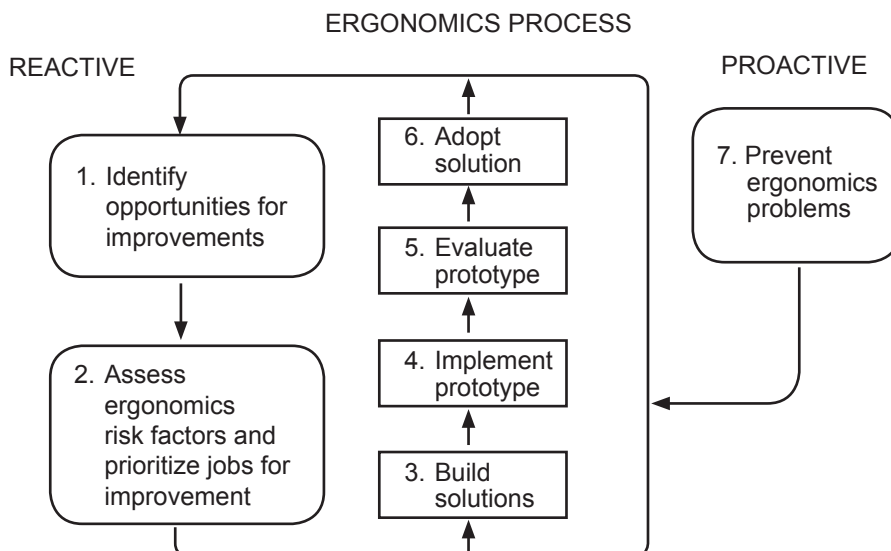 ERGONOMICS PROCESS
REACTIVE
PROACTIVE
1. Identify
opportunities for
improvements
2. Assess
ergonomics
risk factors and
prioritize jobs for
improvement
6. Adopt
solution
5. Evaluate
prototype
4. Implement
prototype
3. Build
solutions
7. Prevent
ergonomics
problems